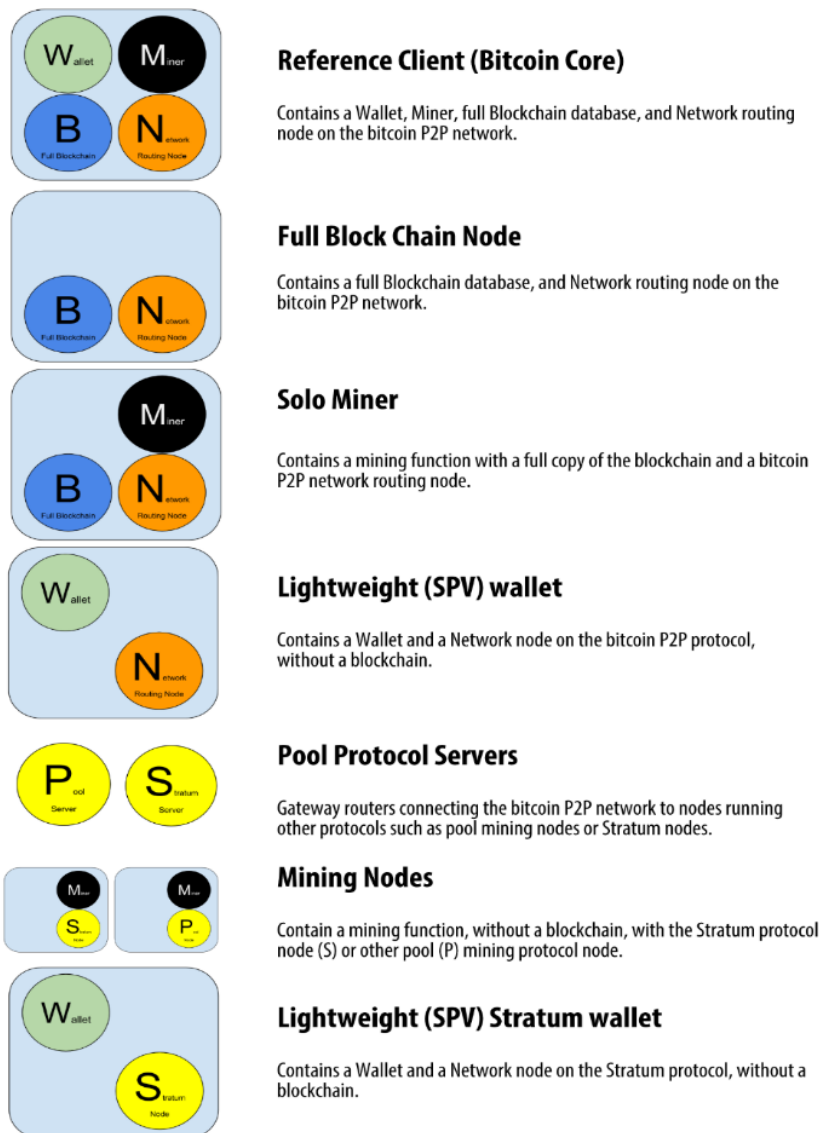 Wallet
Miner
Reference Client (Bitcoin Core)
Contains a Wallet, Miner, full Blockchain database, and Network routing
node on the bitcoin P2P network.
B
Full Blockchain
Network
Routing Node
Full Block Chain Node
Contains a full Blockchain database, and Network routing node on the
bitcoin P2P network.
B
Full Blockchain
Network
Routing Node
Miner
Solo Miner
Contains a mining function with a full copy of the blockchain and a bitcoin
P2P network routing node.
B
Full Blockchain
Network
Routing Node
Wallet
Lightweight (SPV) wallet
Contains a Wallet and a Network node on the bitcoin P2P protocol,
without a blockchain.
Network
Routing Node
Pool
Server
Stratum
Server
Pool Protocol Servers
Gateway routers connecting the bitcoin P2P network to nodes running
other protocols such as pool mining nodes or Stratum nodes.
Miner
Stratum
Node
Miner
Pool
Node
Mining Nodes
Contain a mining function, without a blockchain, with the Stratum protocol
node (S) or other pool (P) mining protocol node.
Wallet
Lightweight (SPV) Stratum wallet
Contains a Wallet and a Network node on the Stratum protocol, without a
blockchain.
Stratum
Node